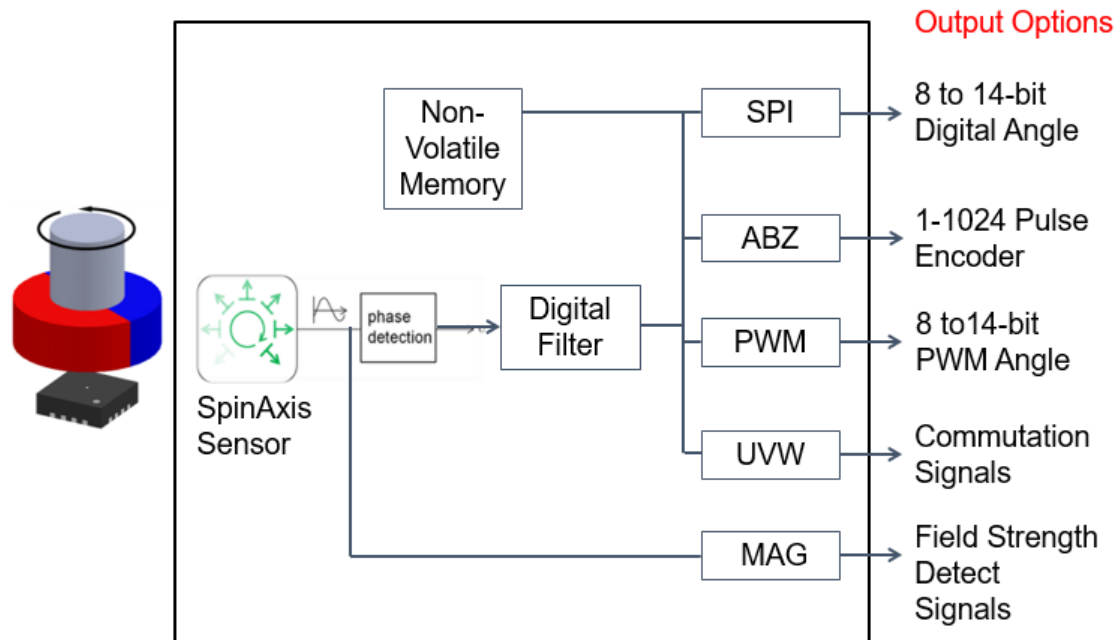 Output Options
Non-
Volatile
Memory
SPI
8 to 14-bit
Digital Angle
ABZ
1-1024 Pulse
Encoder
SpinAxis
Sensor
phase
detection
Digital
Filter
PWM
8 to14-bit
PWM Angle
UVW
Commutation
Signals
MAG
Field Strength
Detect
Signals